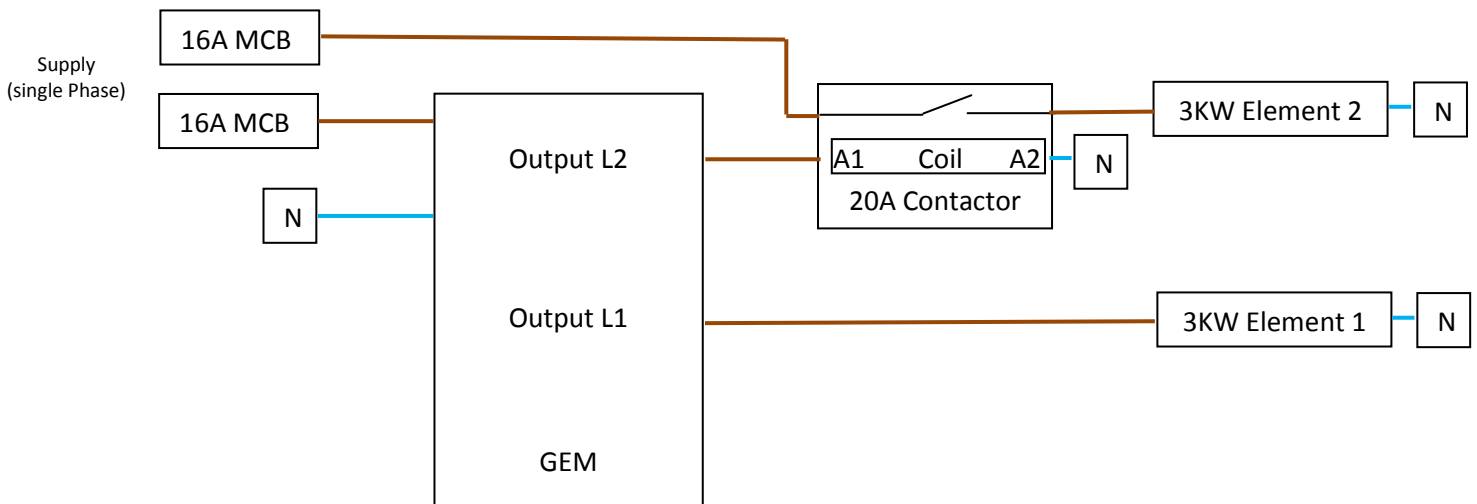 16A MCB
Supply
(single Phase)
16A MCB
3KW Element 2
N
Output L2
A1 Coil A2
N
20A Contactor
N
Output L1
3KW Element 1
N
GEM